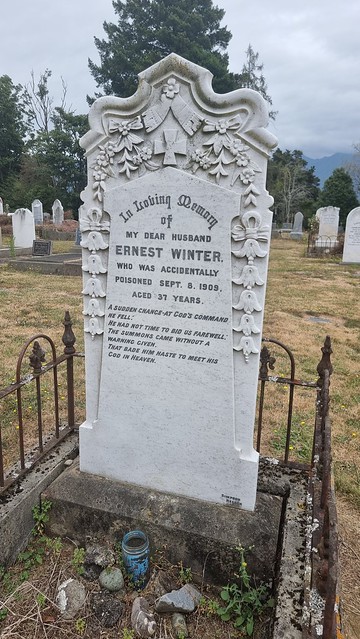 In Loving Memory
of
MY DEAR HUSBAND
ERNEST WINTER,
WHO WAS ACCIDENTALLY
POISONED SEPT. 8, 1909,
AGED 37 YEARS.
A SUDDEN CHANGE-AT GOD'S COMMAND
HE FELL;
HE HAD NOT TIME TO BID US FAREWELL,
THE SUMMONS CAME WITHOUT A
WARNING GIVEN,
THAT BADE HIM HASTE TO MEET HIS
GOD IN HEAVEN.